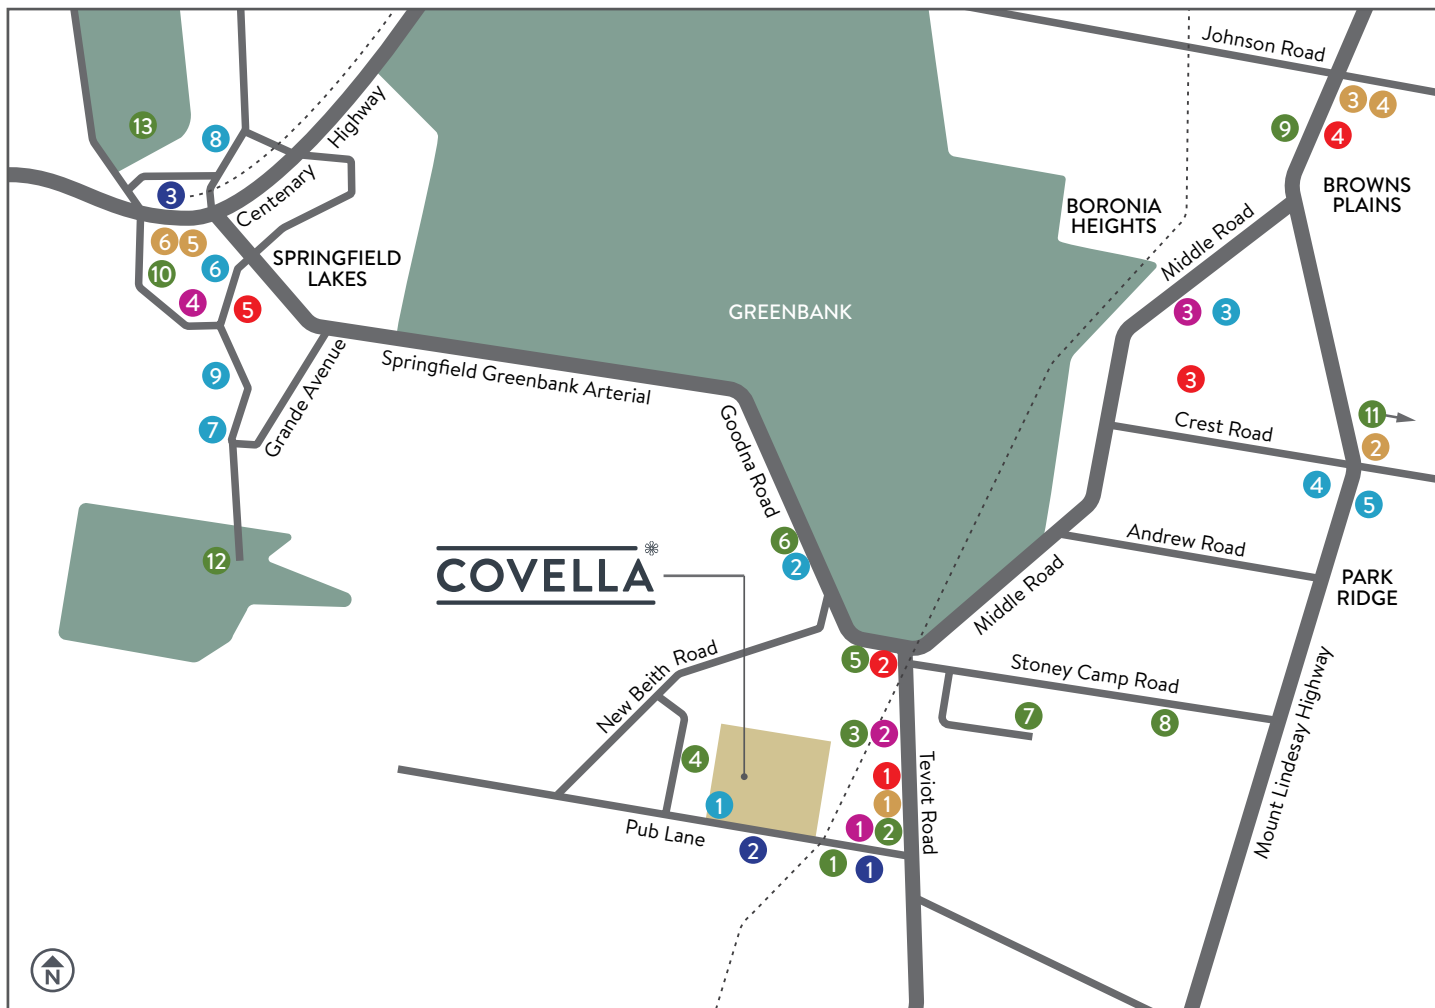 Johnson Road
3
4
9
4
13
8
Highway
3
Centenary
BROWNS
PLAINS
BORONIA
HEIGHTS
Middle Road
6
5
SPRINGFIELD
LAKES
10
6
4
5
GREENBANK
3
3
Springfield Greenbank Arterial
9
Grande Avenue
7
3
11
Crest Road
2
Goodna Road
4
5
6
2
Andrew Road
12
COVELLA
PARK
RIDGE
Middle Road
New Beith Road
5
2
Stoney Camp Road
7
8
3
2
4
Mount Lindesay Highway
1
1
1
Teviot Road
1
2
Pub Lane
2
1
1
N